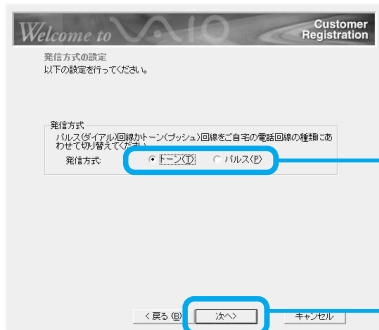 Welcome to VAIO
Customer
Registration
発信方式の設定
以下の設定を行ってください。
発信方式
パルス(ダイアル)回線かトーン(プッシュ)回線をご自宅の電話回線の種類にあ
わせて切り替えてください。
発信方式: トーン(T) パルス(P)
< 戻る(B) 次へ> キャンセル